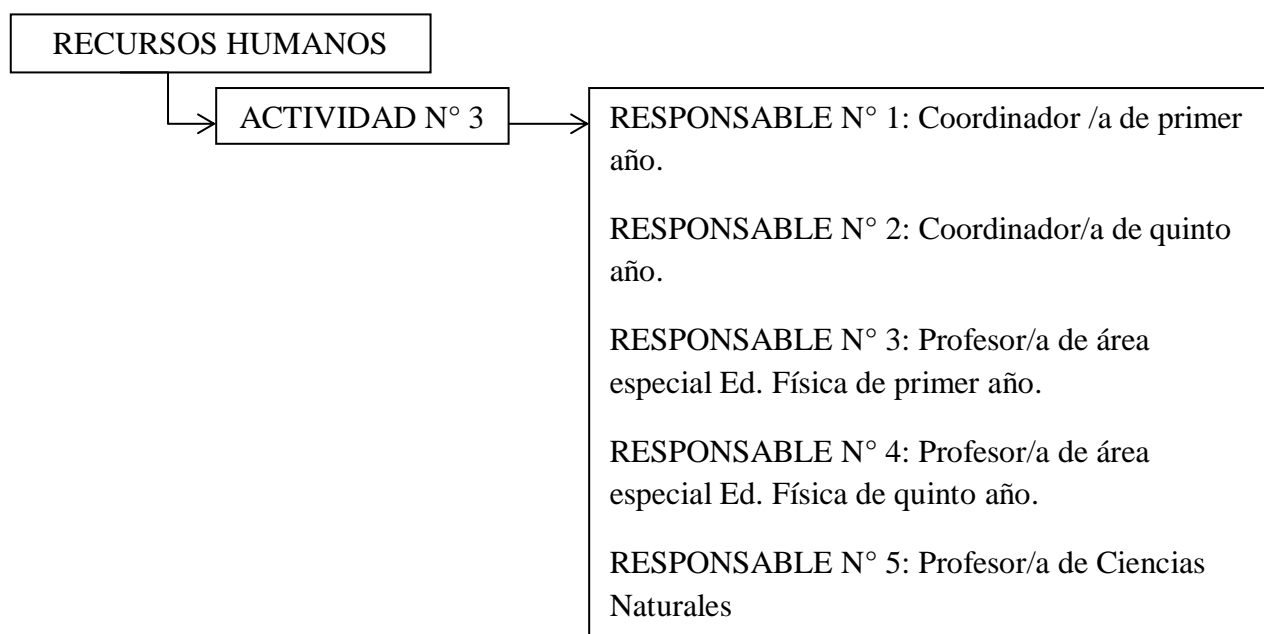 RECURSOS HUMANOS
ACTIVIDAD N° 3
RESPONSABLE N° 1: Coordinador /a de primer
año.
RESPONSABLE N° 2: Coordinador/a de quinto
año.
RESPONSABLE N° 3: Profesor/a de área
especial Ed. Física de primer año.
RESPONSABLE N° 4: Profesor/a de área
especial Ed. Física de quinto año.
RESPONSABLE N° 5: Profesor/a de Ciencias
Naturales